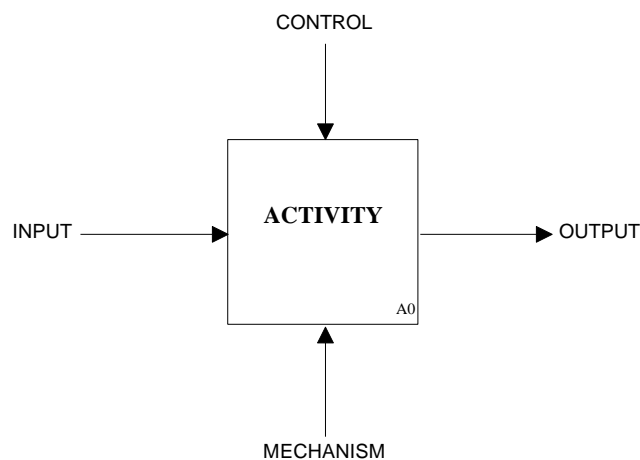 CONTROL
ACTIVITY
INPUT
OUTPUT
A0
MECHANISM